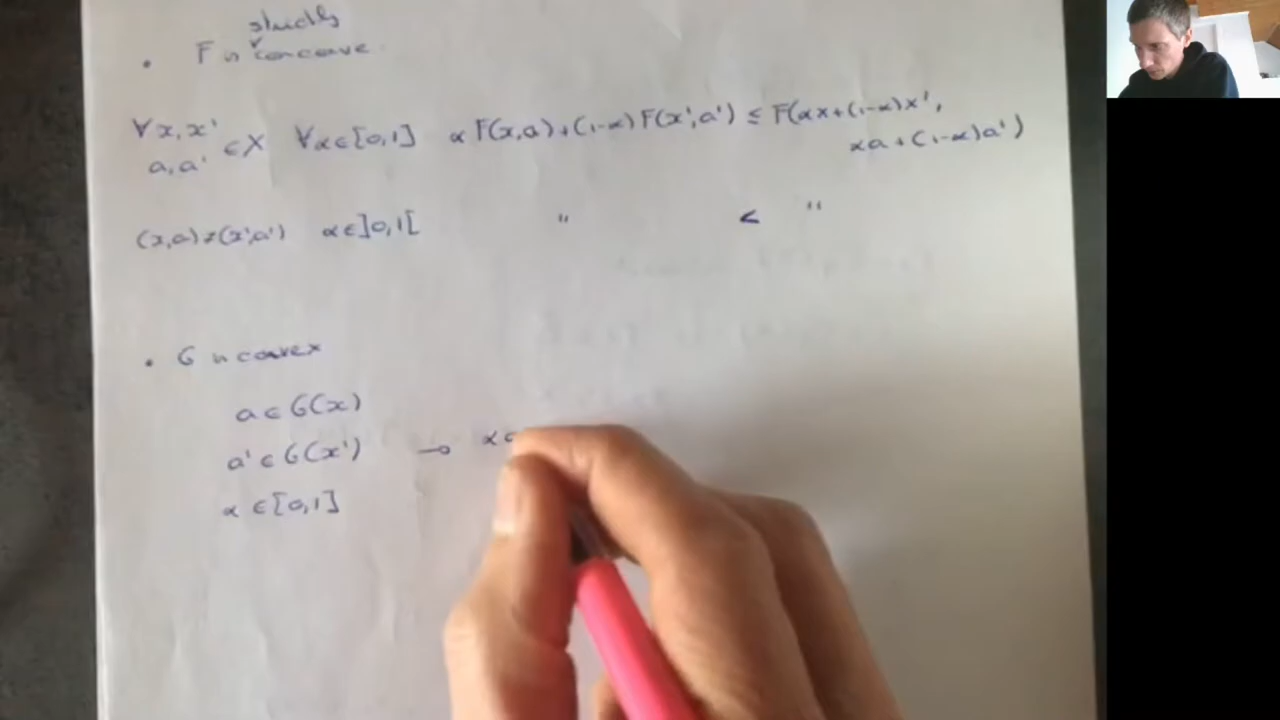 strictly
• F is concave.
∀x,x' a,a' ∈X ∀α∈[0,1] αF(x,a)+(1-α)F(x',a') ≤ F(αx+(1-α)x',
αa+(1-α)a')
(x,a)≠(x',a') α∈]0,1[ " < "
• G is convex
a∈G(x)
a'∈G(x') → α
α∈[0,1]